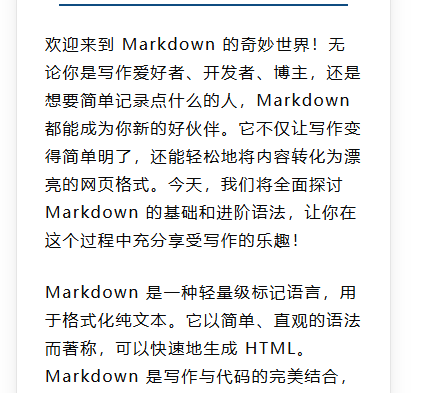 欢迎来到 Markdown 的奇妙世界！无
论你是写作爱好者、开发者、博主，还是
想要简单记录点什么的人，Markdown
都能成为你新的好伙伴。它不仅让写作变
得简单明了，还能轻松地将内容转化为漂
亮的网页格式。今天，我们将全面探讨
Markdown 的基础和进阶语法，让你在
这个过程中充分享受写作的乐趣！
Markdown 是一种轻量级标记语言，用
于格式化纯文本。它以简单、直观的语法
而著称，可以快速地生成 HTML。
Markdown 是写作与代码的完美结合，